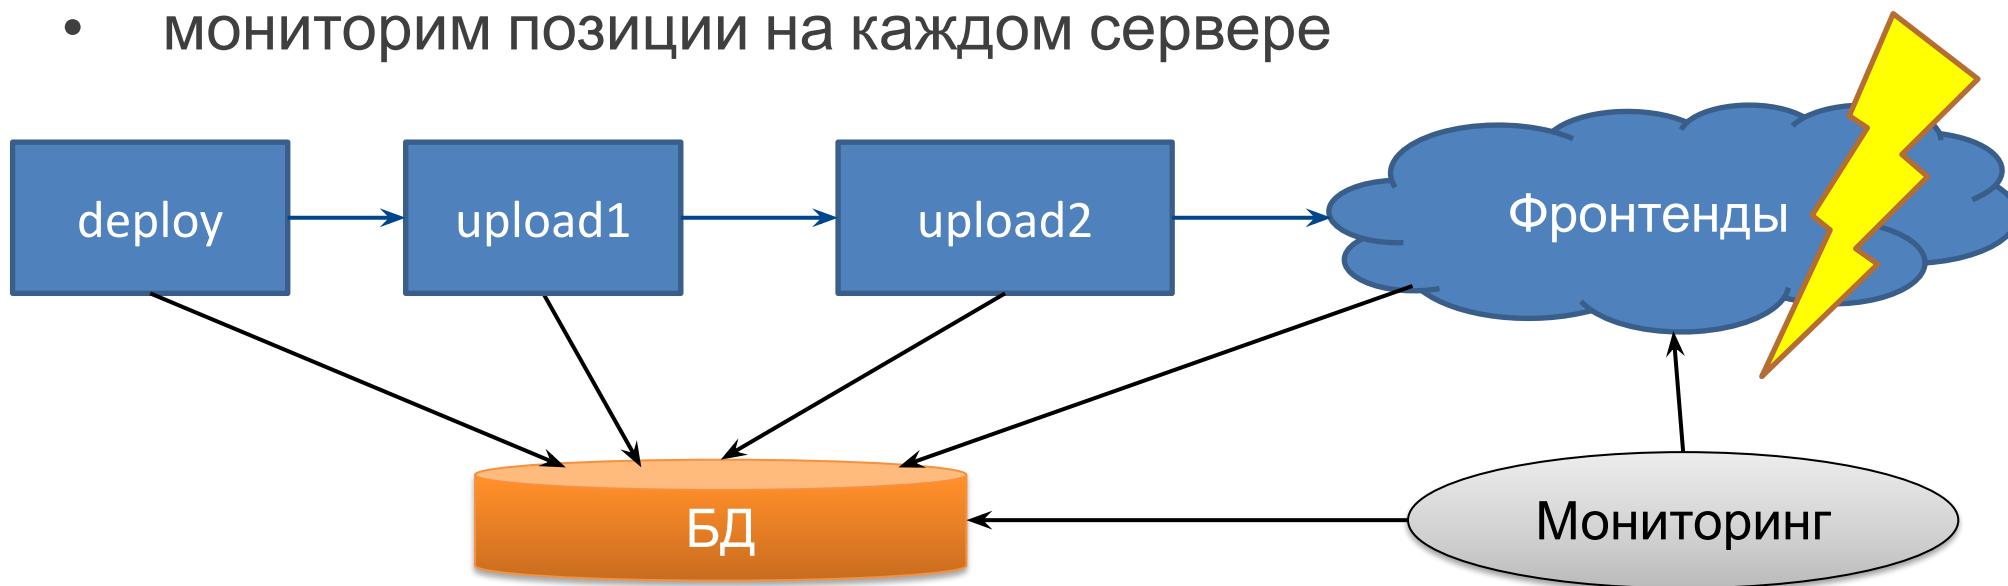 • мониторим позиции на каждом сервере
deploy
upload1
upload2
Фронтенды
БД
Мониторинг